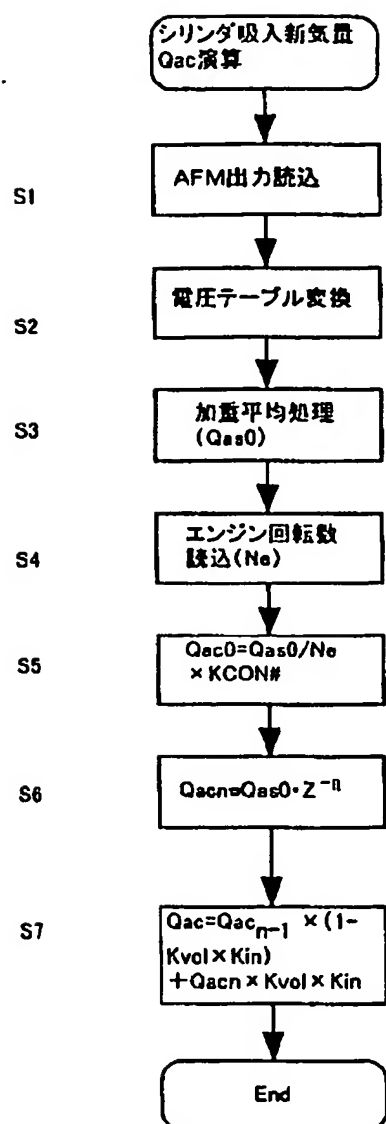 シリンダ吸入新気量
Qac演算
S1
AFM出力読込
S2
電圧テーブル変換
S3
加重平均処理
(Qas0)
S4
エンジン回転数
読込(Ne)
S5
Qac0=Qas0/Ne
×KCON#
S6
Qacn=Qas0・Z⁻ⁿ
S7
Qac=Qacₙ₋₁ ×(1-
Kvol×Kin)
+Qacn×Kvol×Kin
End